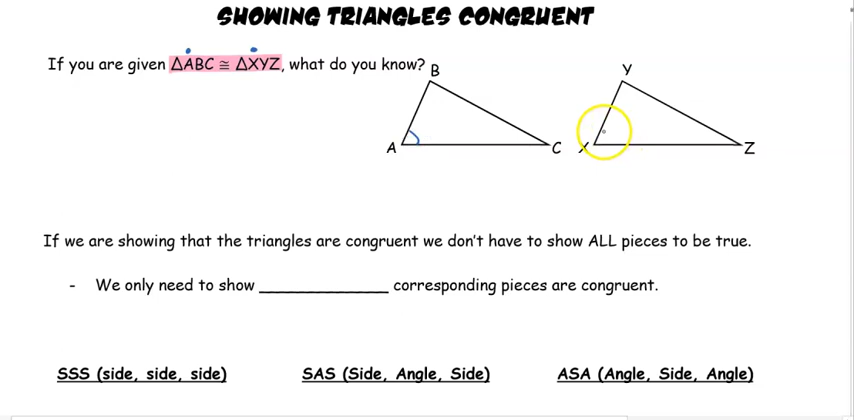 SHOWING TRIANGLES CONGRUENT
If you are given ΔABC ≅ ΔXYZ, what do you know?
B
Y
A
C
X
Z
If we are showing that the triangles are congruent we don't have to show ALL pieces to be true.
- We only need to show ______________ corresponding pieces are congruent.
SSS (side, side, side)
SAS (Side, Angle, Side)
ASA (Angle, Side, Angle)